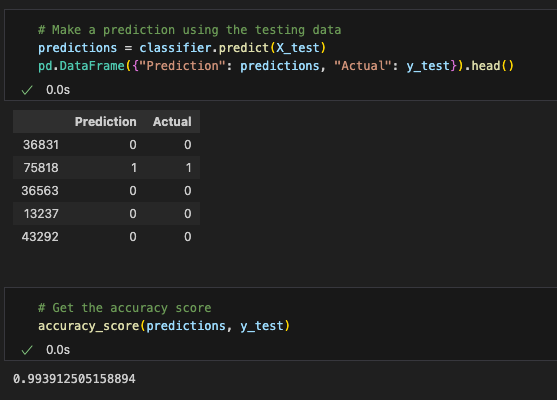 # Make a prediction using the testing data
predictions = classifier.predict(X_test)
pd.DataFrame({"Prediction": predictions, "Actual": y_test}).head()
0.0s
Prediction Actual
36831 0 0
75818 1 1
36563 0 0
13237 0 0
43292 0 0
# Get the accuracy score
accuracy_score(predictions, y_test)
0.0s
0.993912505158894